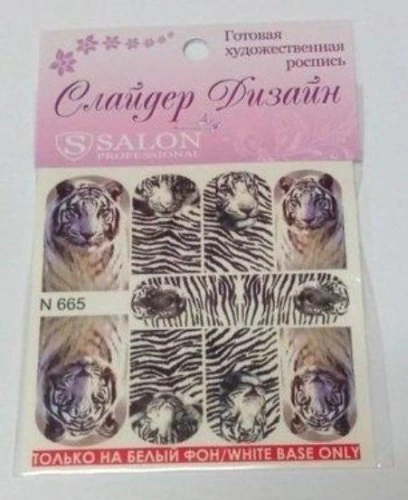 Готовая
художественная
роспись
Слайдер Дизайн
S SALON
PROFESSIONAL
N 665
ТОЛЬКО НА БЕЛЫЙ ФОН/WHITE BASE ONLY